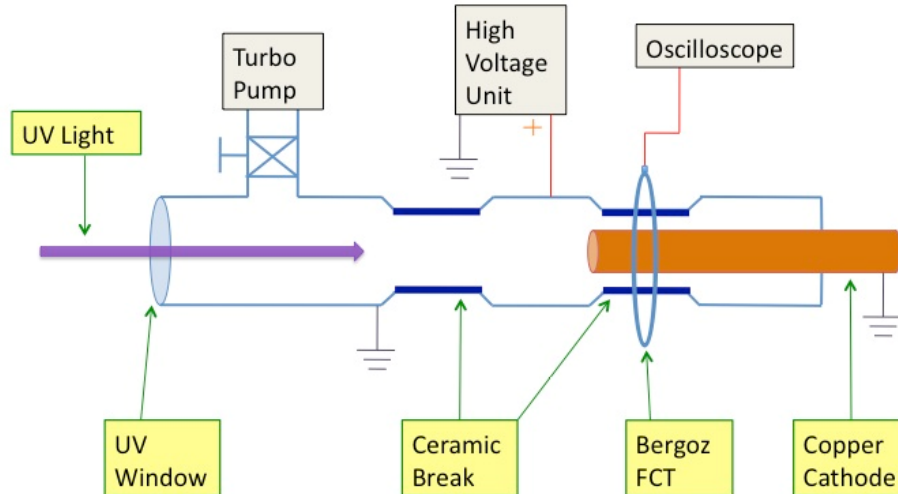 Turbo
Pump
High
Voltage
Unit
Oscilloscope
UV Light
+
UV
Window
Ceramic
Break
Bergoz
FCT
Copper
Cathode